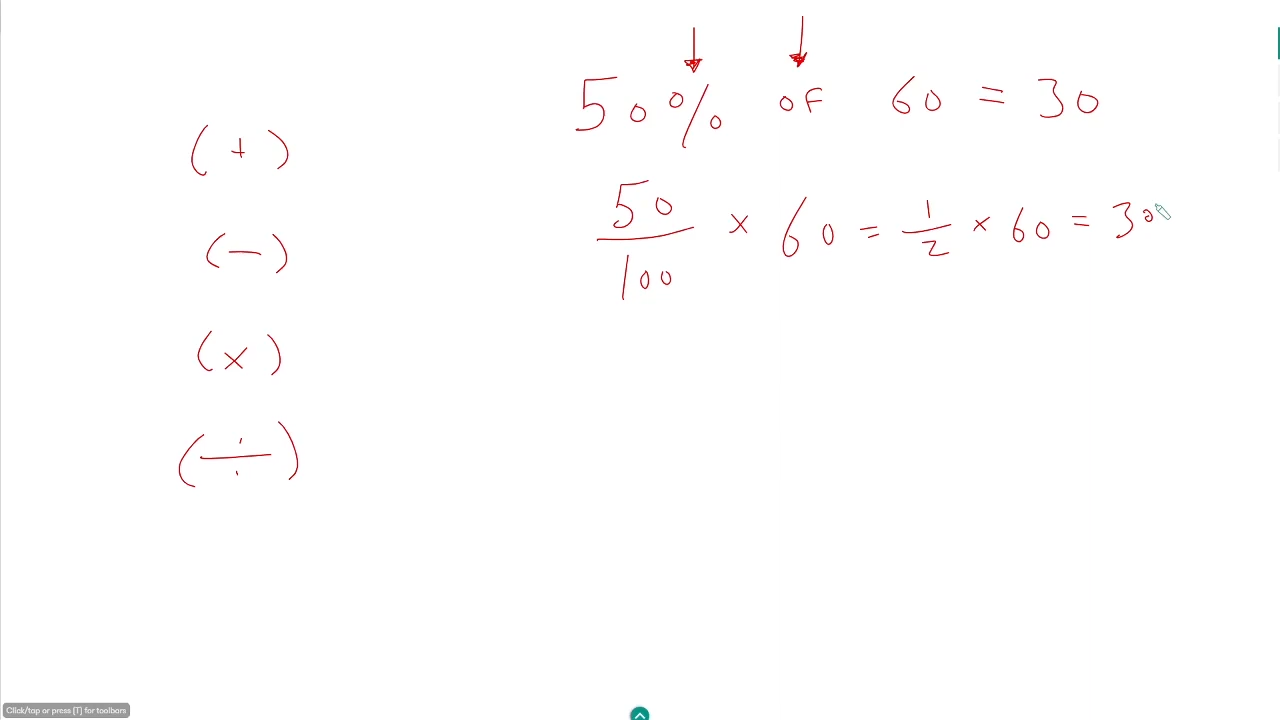 50% of 60 = 30
( + )
50/100 × 60 = 1/2 × 60 = 30
( − )
( × )
( ÷ )
Click/tap or press [T] for toolbars